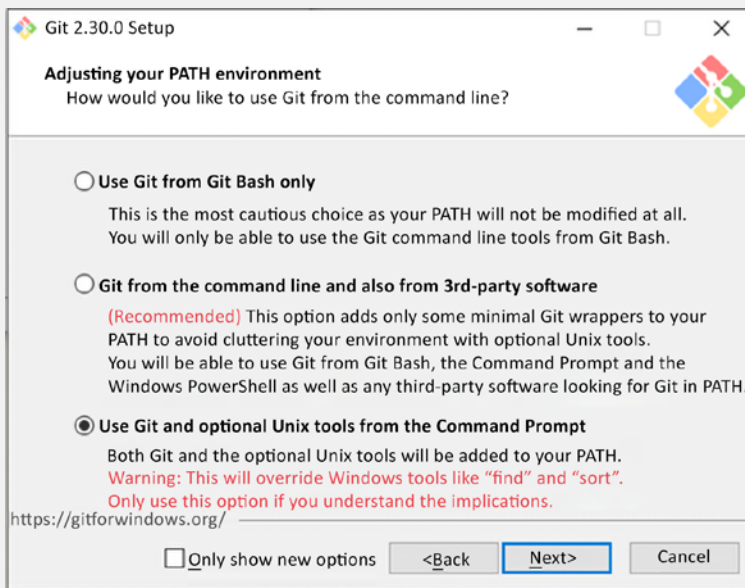 Git 2.30.0 Setup
Adjusting your PATH environment
How would you like to use Git from the command line?
Use Git from Git Bash only
This is the most cautious choice as your PATH will not be modified at all.
You will only be able to use the Git command line tools from Git Bash.
Git from the command line and also from 3rd-party software
(Recommended) This option adds only some minimal Git wrappers to your
PATH to avoid cluttering your environment with optional Unix tools.
You will be able to use Git from Git Bash, the Command Prompt and the
Windows PowerShell as well as any third-party software looking for Git in PATH.
Use Git and optional Unix tools from the Command Prompt
Both Git and the optional Unix tools will be added to your PATH.
Warning: This will override Windows tools like “find” and “sort”.
Only use this option if you understand the implications.
https://gitforwindows.org/
Only show new options <Back Next> Cancel